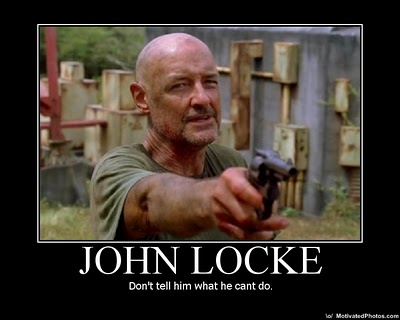 JOHN LOCKE
Don't tell him what he cant do.
\o/ MotivatedPhotos.com